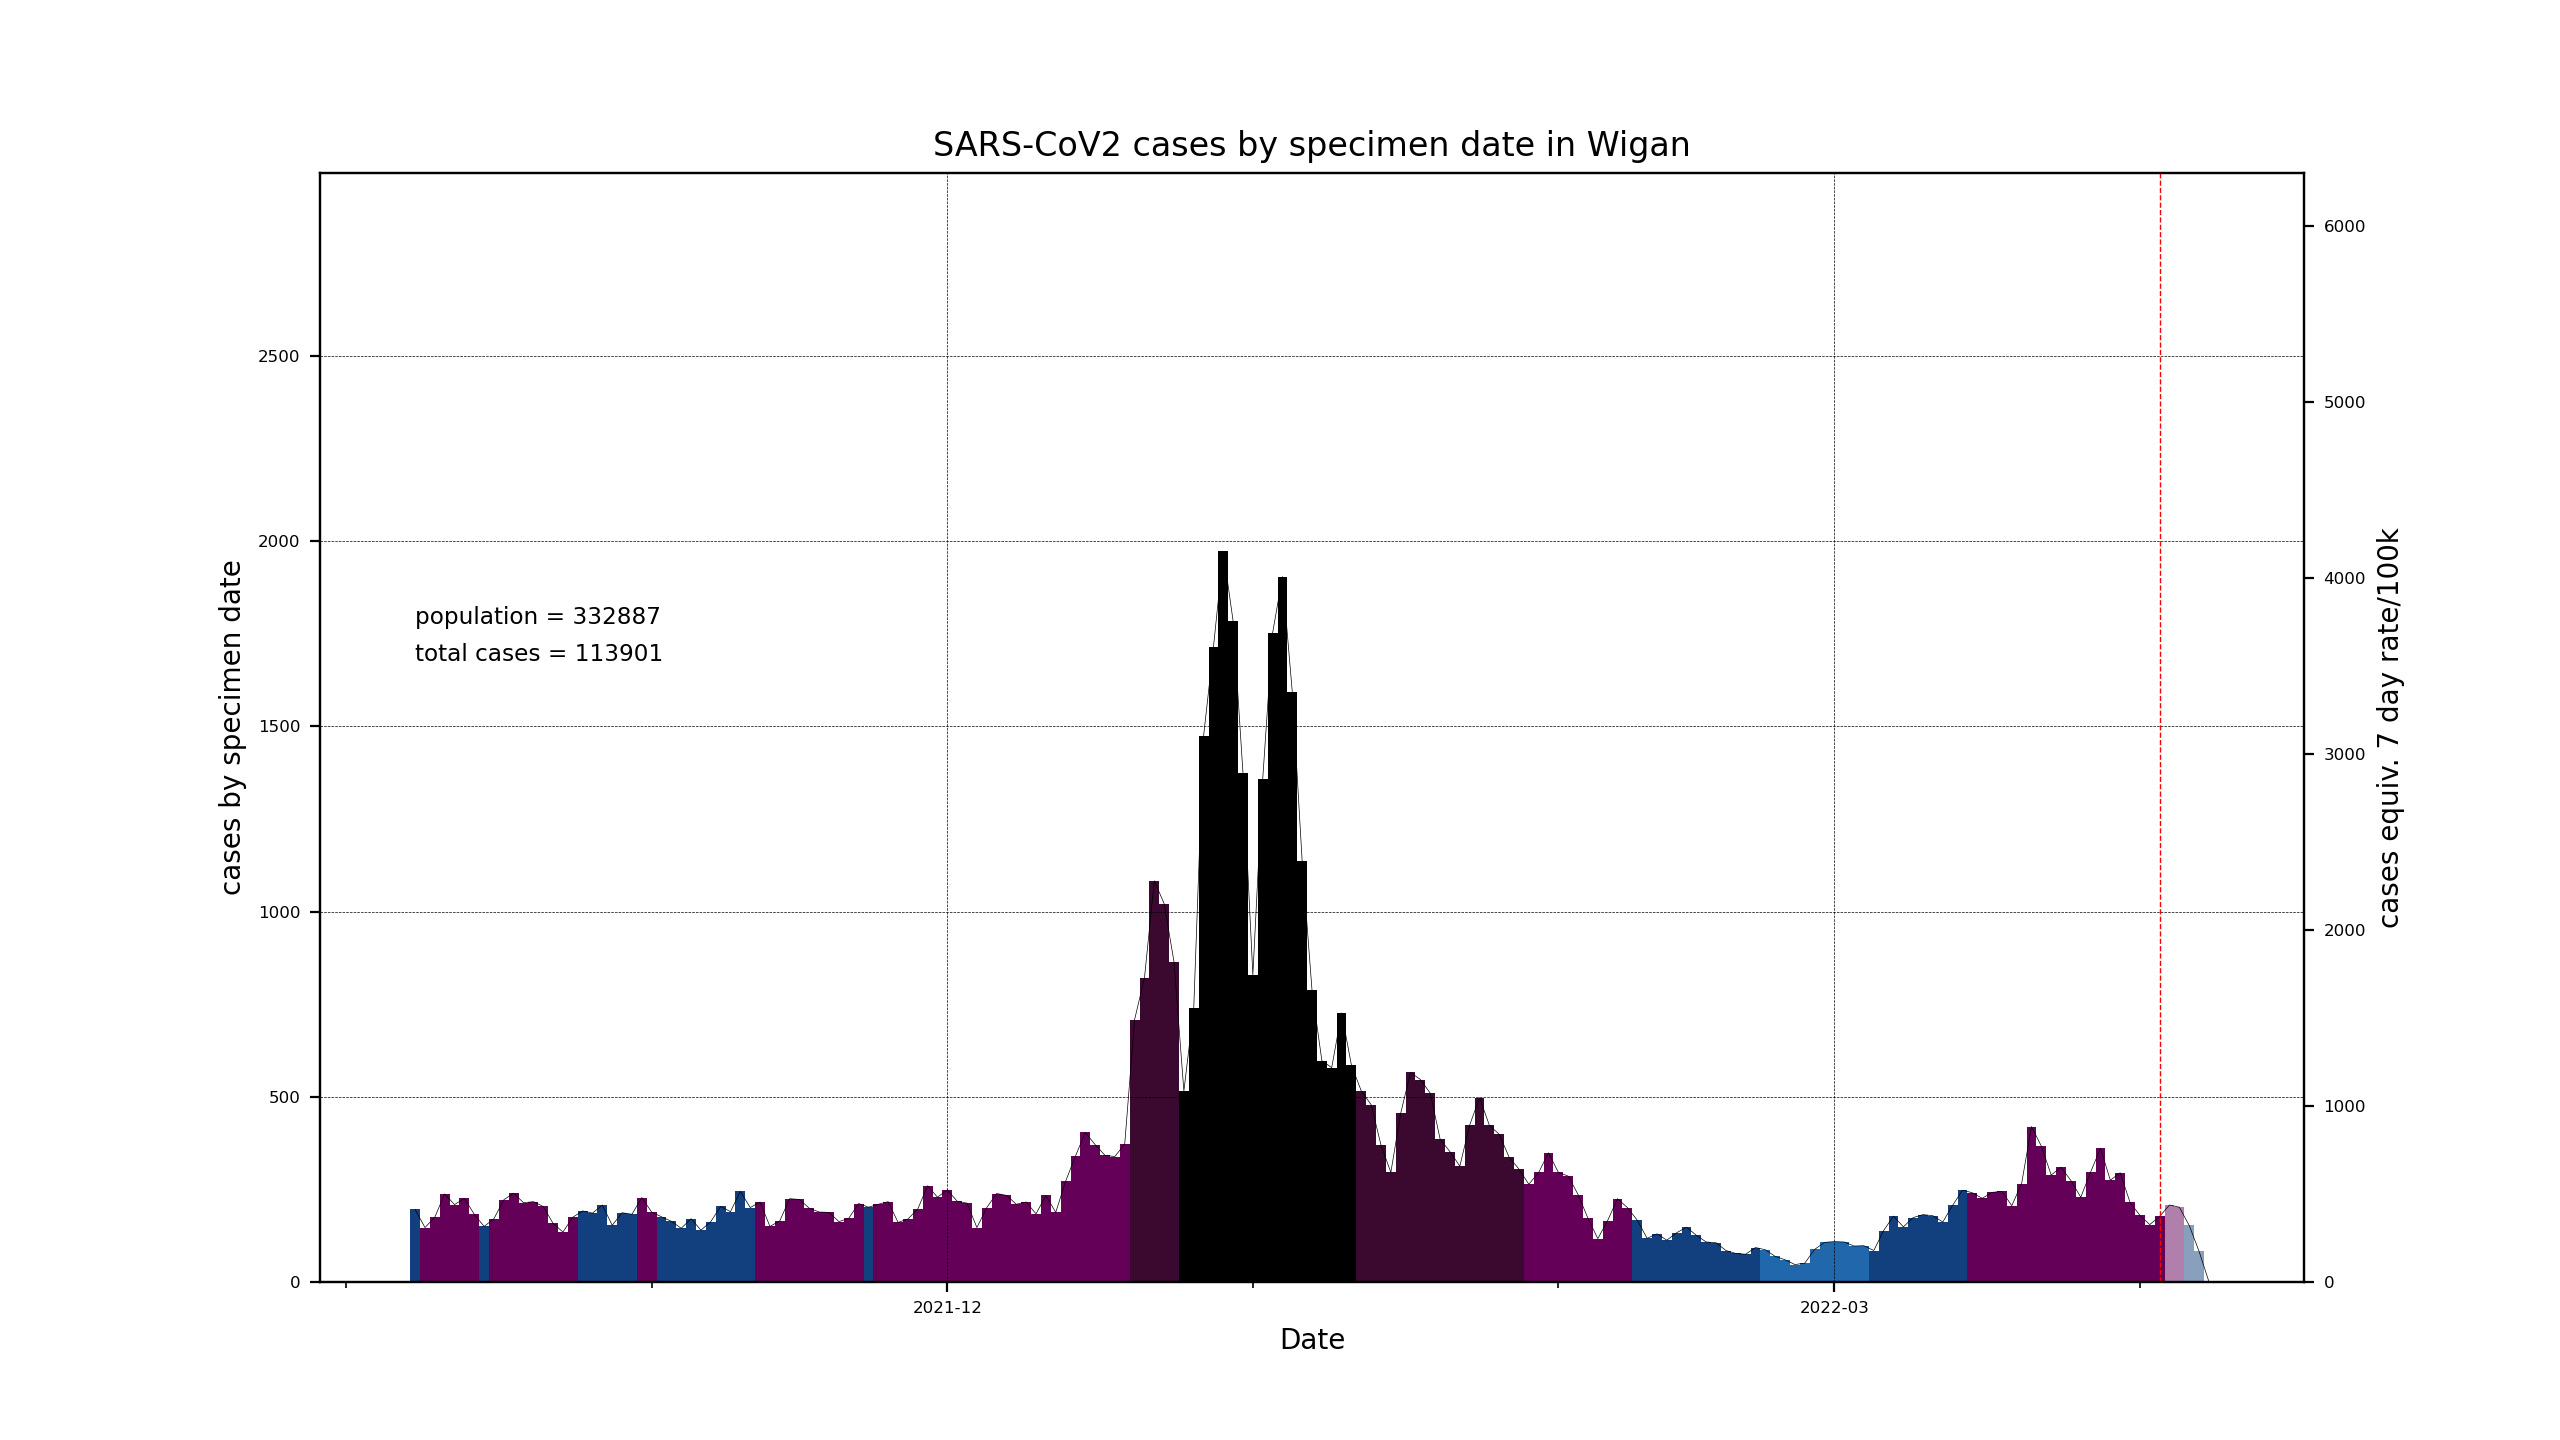 SARS-CoV2 cases by specimen date in Wigan
6000
5000
4000
3000
2000
1000
0
cases equiv. 7 day rate/100k
2500
2000
1500
1000
500
0
cases by specimen date
population = 332887
total cases = 113901
2021-12
2022-03
Date